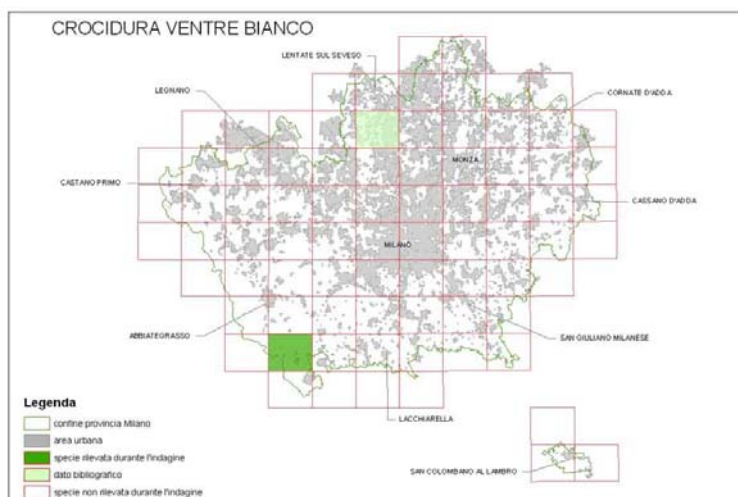 CROCIDURA VENTRE BIANCO
LENTATE SUL SEVESO
LEGNANO
CORNATE D'ADDA
MONZA
CASTANO PRIMO
CASSANO D'ADDA
MILANO
ABBIATEGRASSO
SAN GIULIANO MILANESE
LACCHIARELLA
SAN COLOMBANO AL LAMBRO
Legenda
confine provincia Milano
area urbana
specie rilevata durante l'indagine
dato bibliografico
specie non rilevata durante l'indagine